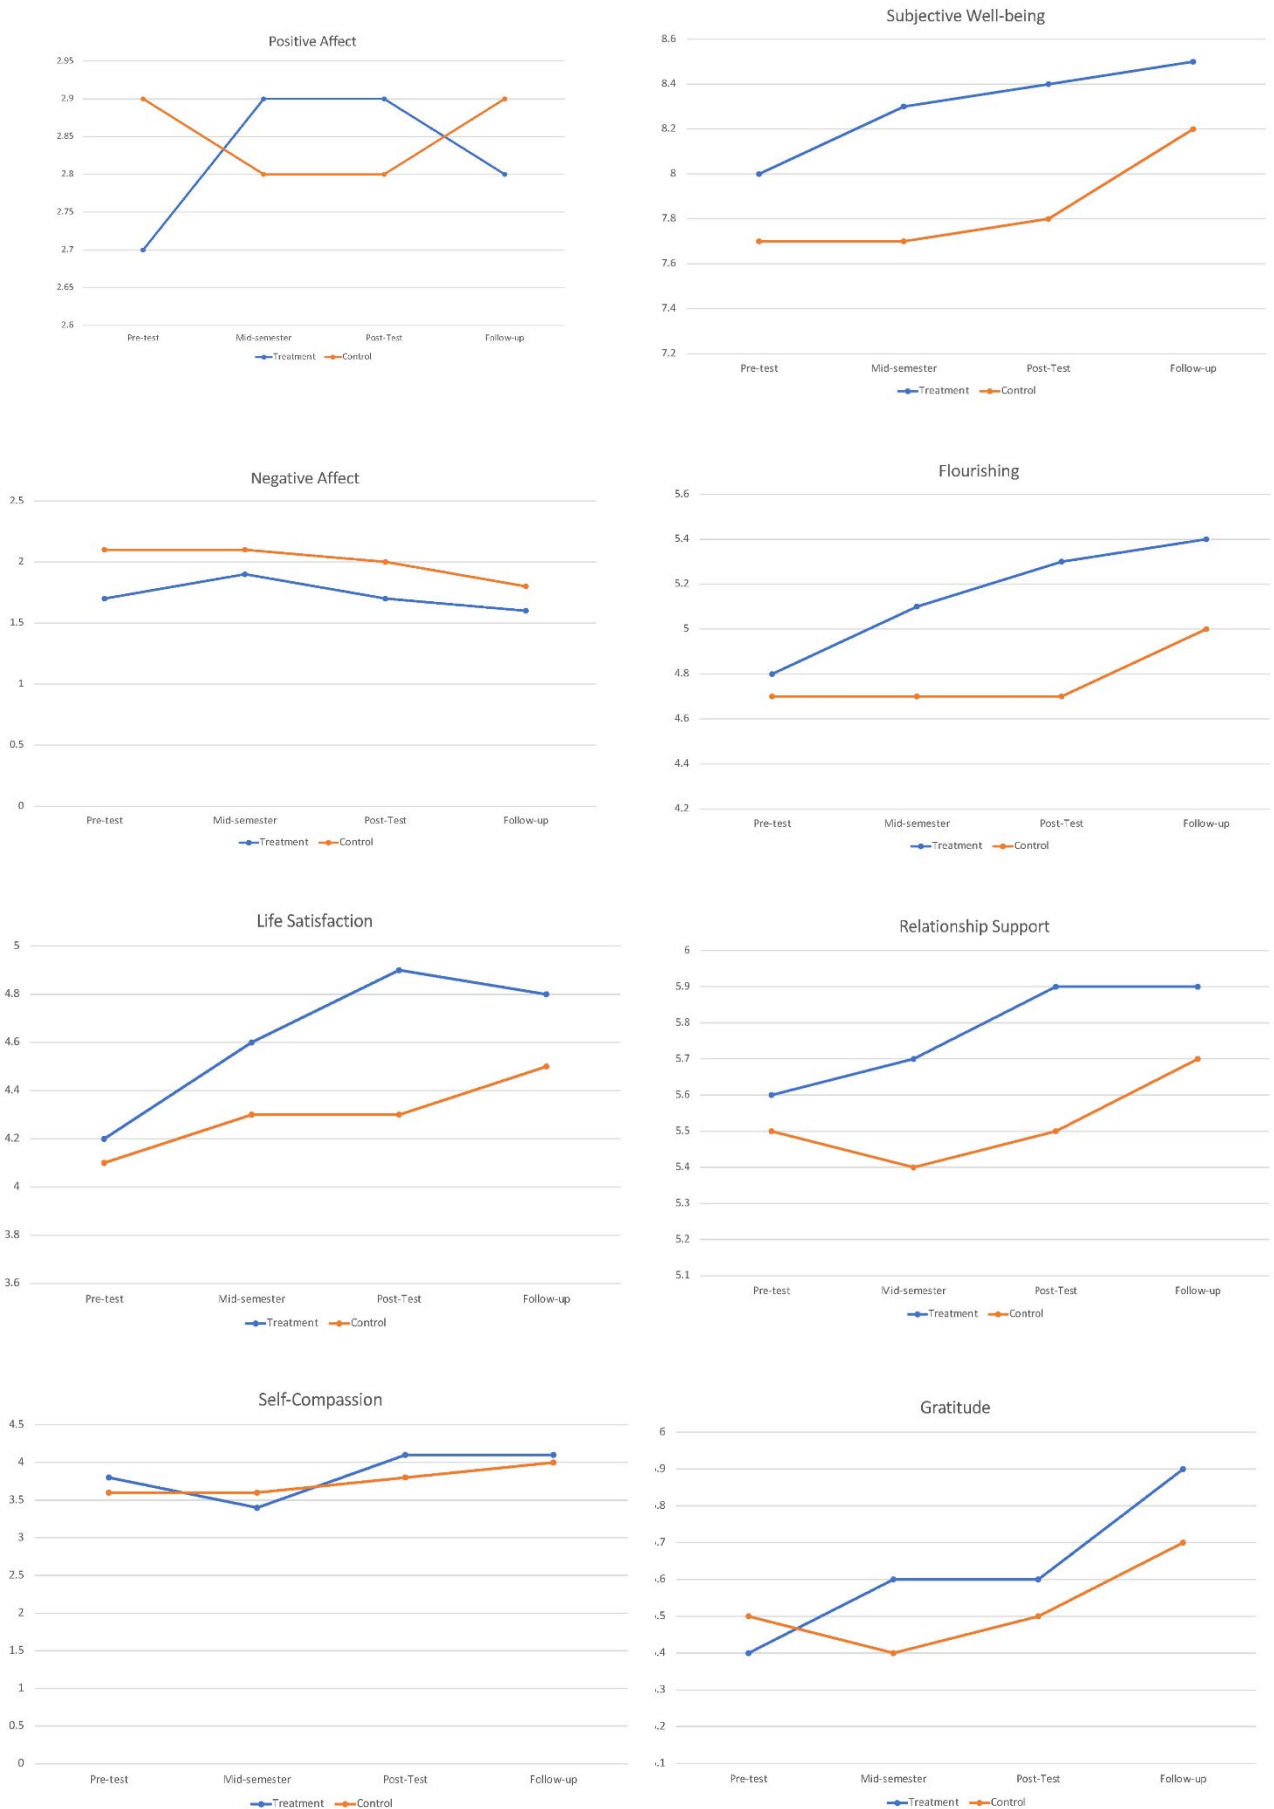 Positive Affect
2.95
2.9
2.85
2.8
2.75
2.7
2.65
2.6
Pre-test Mid-semester Post-Test Follow-up
Treatment Control
Subjective Well-being
8.6
8.4
8.2
8
7.8
7.6
7.4
7.2
Pre-test Mid-semester Post-Test Follow-up
Treatment Control
Negative Affect
2.5
2
1.5
1
0.5
0
Pre-test Mid-semester Post-Test Follow-up
Treatment Control
Flourishing
5.6
5.4
5.2
5
4.8
4.6
4.4
4.2
Pre-test Mid-semester Post-Test Follow-up
Treatment Control
Life Satisfaction
5
4.8
4.6
4.4
4.2
4
3.8
3.6
Pre-test Mid-semester Post-Test Follow-up
Treatment Control
Relationship Support
6
5.9
5.8
5.7
5.6
5.5
5.4
5.3
5.2
5.1
Pre-test Mid-semester Post-Test Follow-up
Treatment Control
Self-Compassion
4.5
4
3.5
3
2.5
2
1.5
1
0.5
0
Pre-test Mid-semester Post-Test Follow-up
Treatment Control
Gratitude
6
.9
.8
.7
.6
.5
.4
.3
.2
.1
Pre-test Mid-semester Post-Test Follow-up
Treatment Control